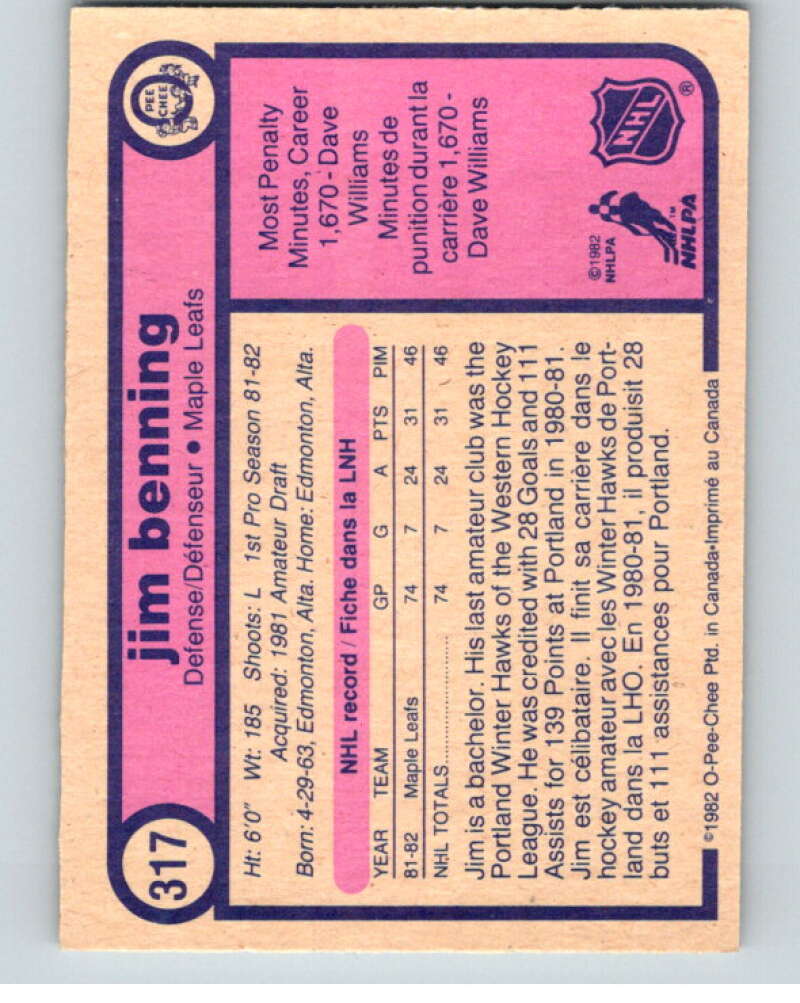 317
jim benning
Defense/Défenseur • Maple Leafs
O
PEE
CHEE
Ht: 6'0" Wt: 185 Shoots: L 1st Pro Season 81-82
Acquired: 1981 Amateur Draft
Born: 4-29-63, Edmonton, Alta. Home: Edmonton, Alta.
NHL record / Fiche dans la LNH
YEAR TEAM GP G A PTS PIM
81-82 Maple Leafs 74 7 24 31 46
NHL TOTALS.................... 74 7 24 31 46
Jim is a bachelor. His last amateur club was the
Portland Winter Hawks of the Western Hockey
League. He was credited with 28 Goals and 111
Assists for 139 Points at Portland in 1980-81.
Jim est célibataire. Il finit sa carrière dans le
hockey amateur avec les Winter Hawks de Port-
land dans la LHO. En 1980-81, il produisit 28
buts et 111 assistances pour Portland.
Most Penalty
Minutes, Career
1,670 - Dave
Williams
Minutes de
punition durant la
carrière 1,670 -
Dave Williams
©1982
NHLPA
NHLPA™
NHL®
©1982 O-Pee-Chee Ptd. in Canada•Imprimé au Canada